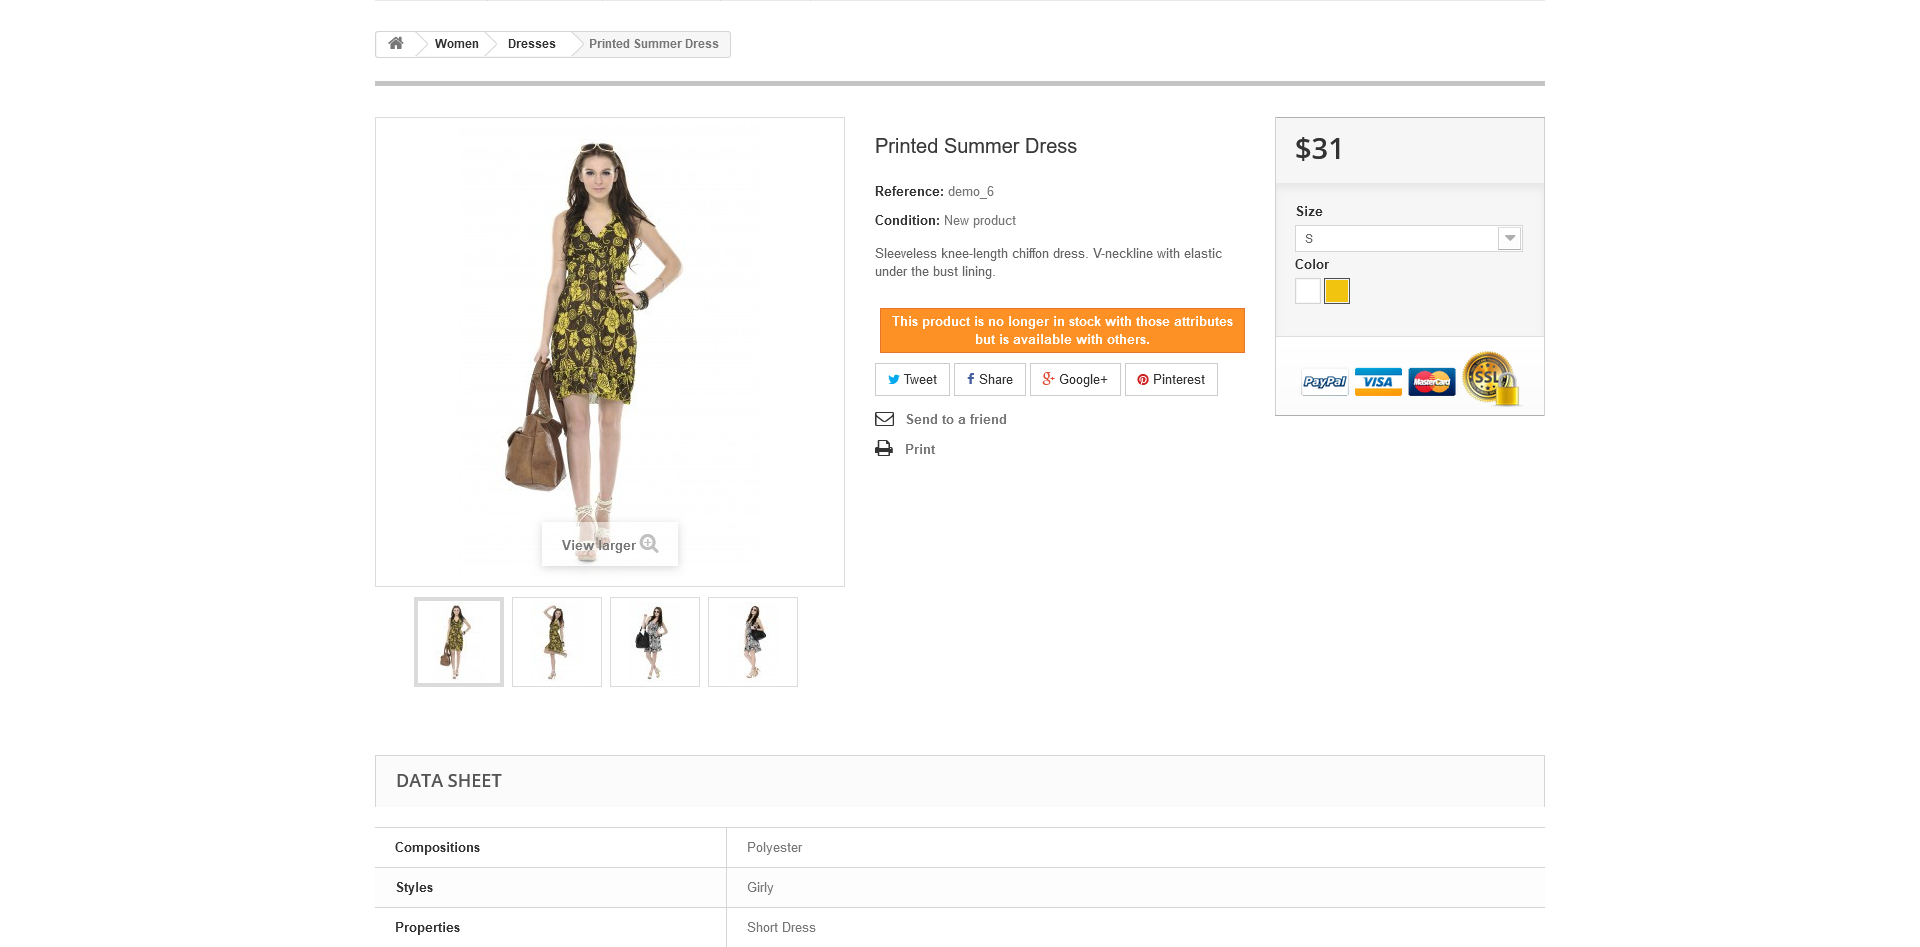 Women
Dresses
Printed Summer Dress
Printed Summer Dress
Reference: demo_6
Condition: New product
Sleeveless knee-length chiffon dress. V-neckline with elastic
under the bust lining.
This product is no longer in stock with those attributes
but is available with others.
Tweet
Share
Google+
Pinterest
Send to a friend
Print
$31
Size
S
Color
PayPal
VISA
MasterCard
SSL
View larger
DATA SHEET
Compositions
Polyester
Styles
Girly
Properties
Short Dress